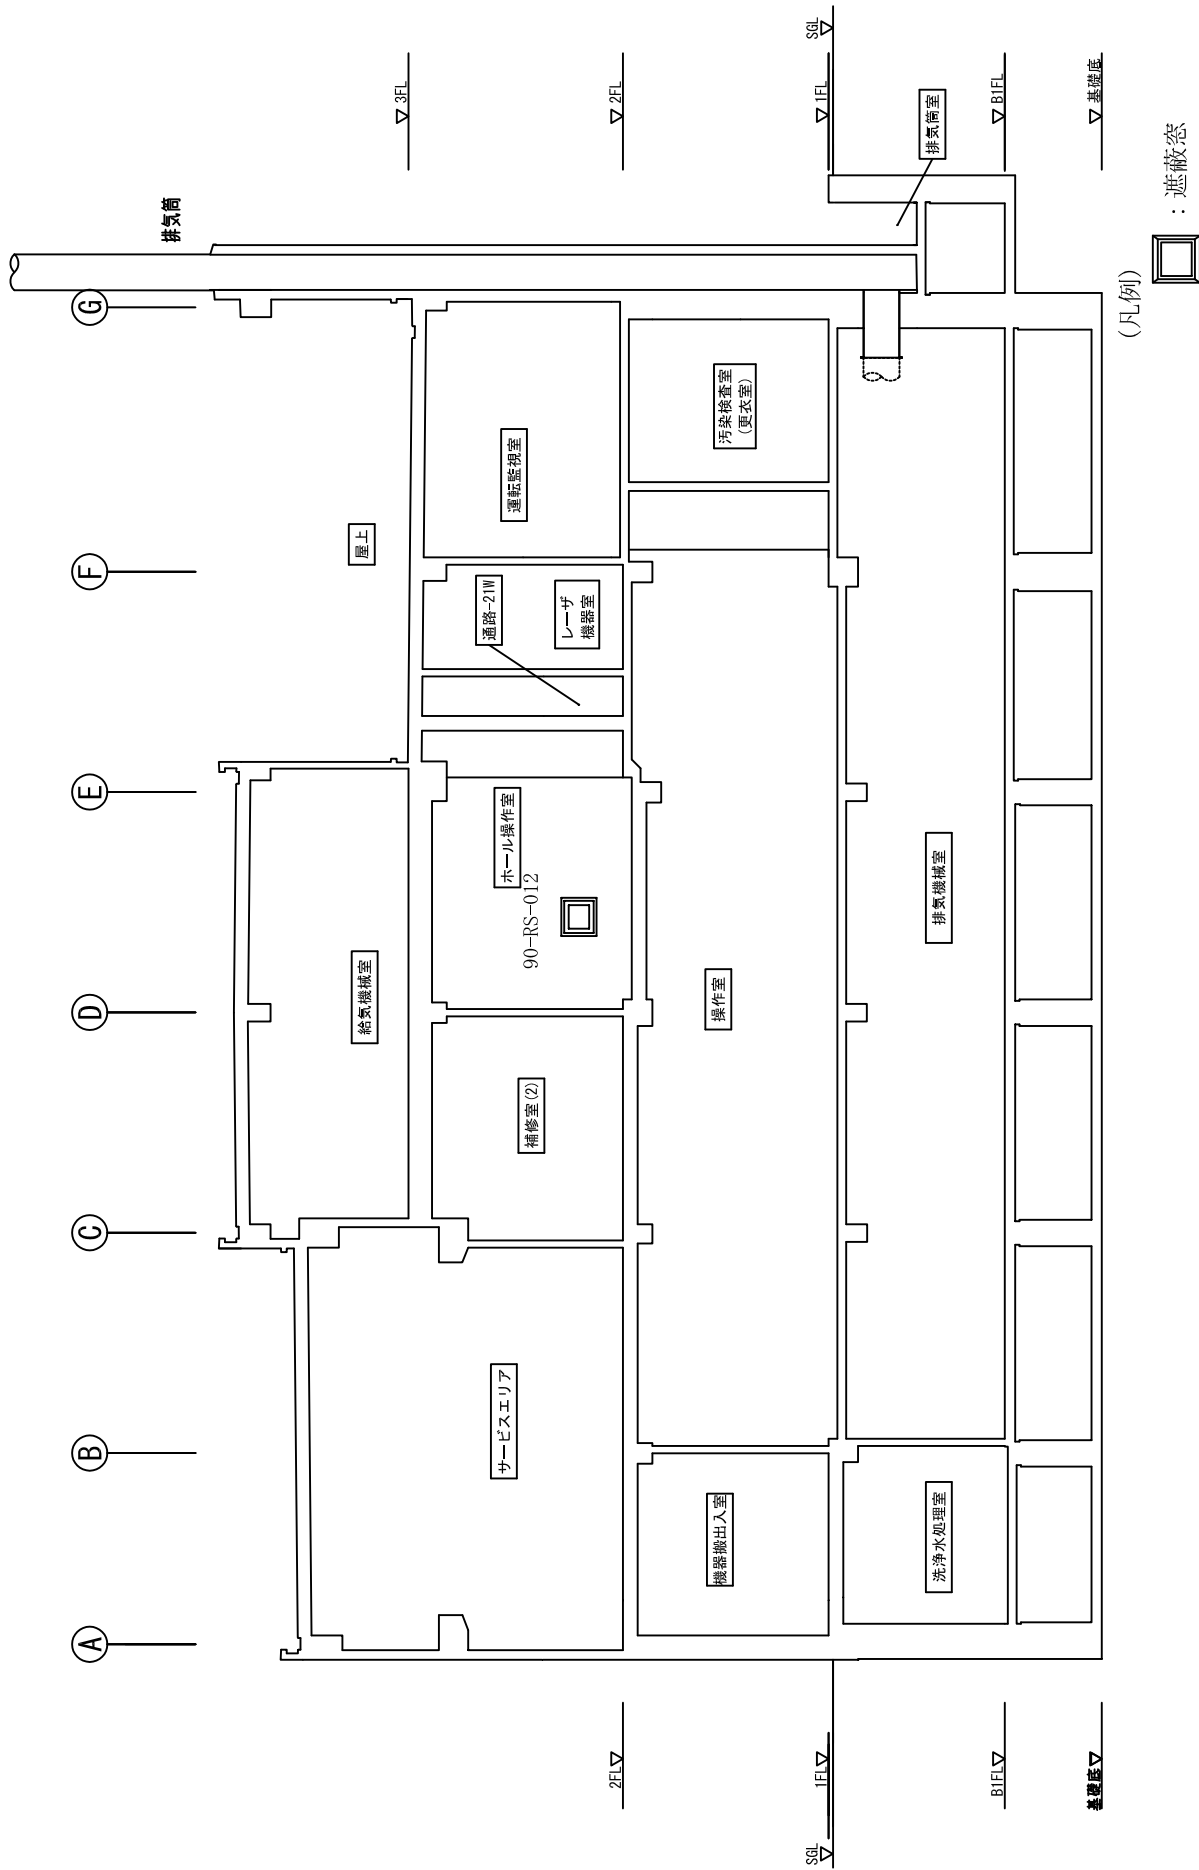 A
B
C
D
E
F
G
排気筒
屋上
3FL
給気機械室
サービスエリア
補修室(2)
ホール操作室
90-RS-012
通路-21W
レーザ
機器室
運転監視室
2FL
2FL
機器搬出入室
操作室
汚染検査室
(更衣室)
SGL
1FL
1FL
SGL
洗浄水処理室
排気機械室
排気筒室
B1FL
B1FL
基礎底
基礎底
(凡例)
：遮蔽窓